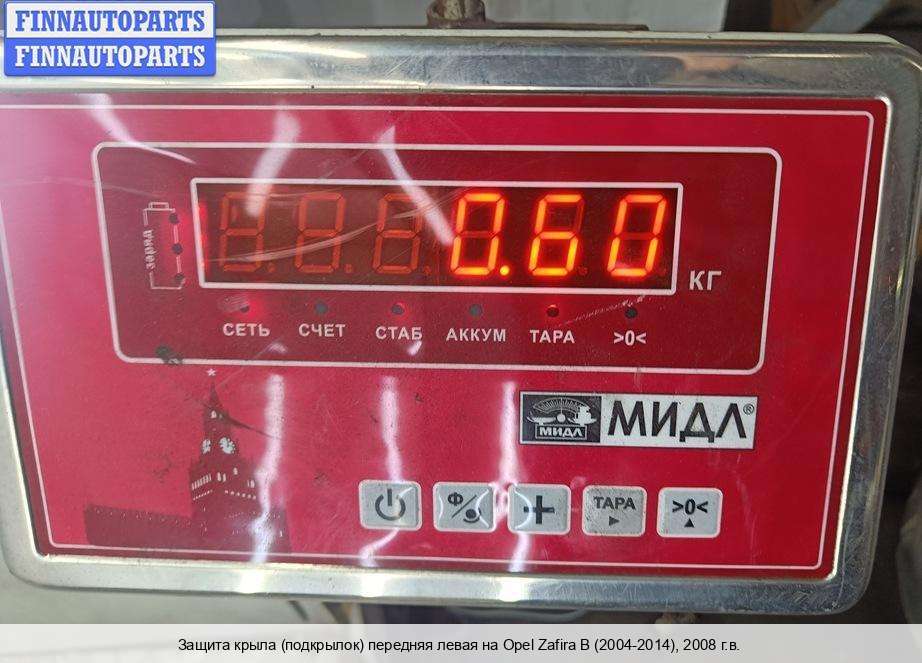 FINNAUTOPARTS
FINNAUTOPARTS
0.60
заряд
КГ
СЕТЬ СЧЕТ СТАБ АККУМ ТАРА >0<
МИДЛ МИДЛ®
Ф/ + ТАРА >0<
Защита крыла (подкрылок) передняя левая на Opel Zafira B (2004-2014), 2008 г.в.